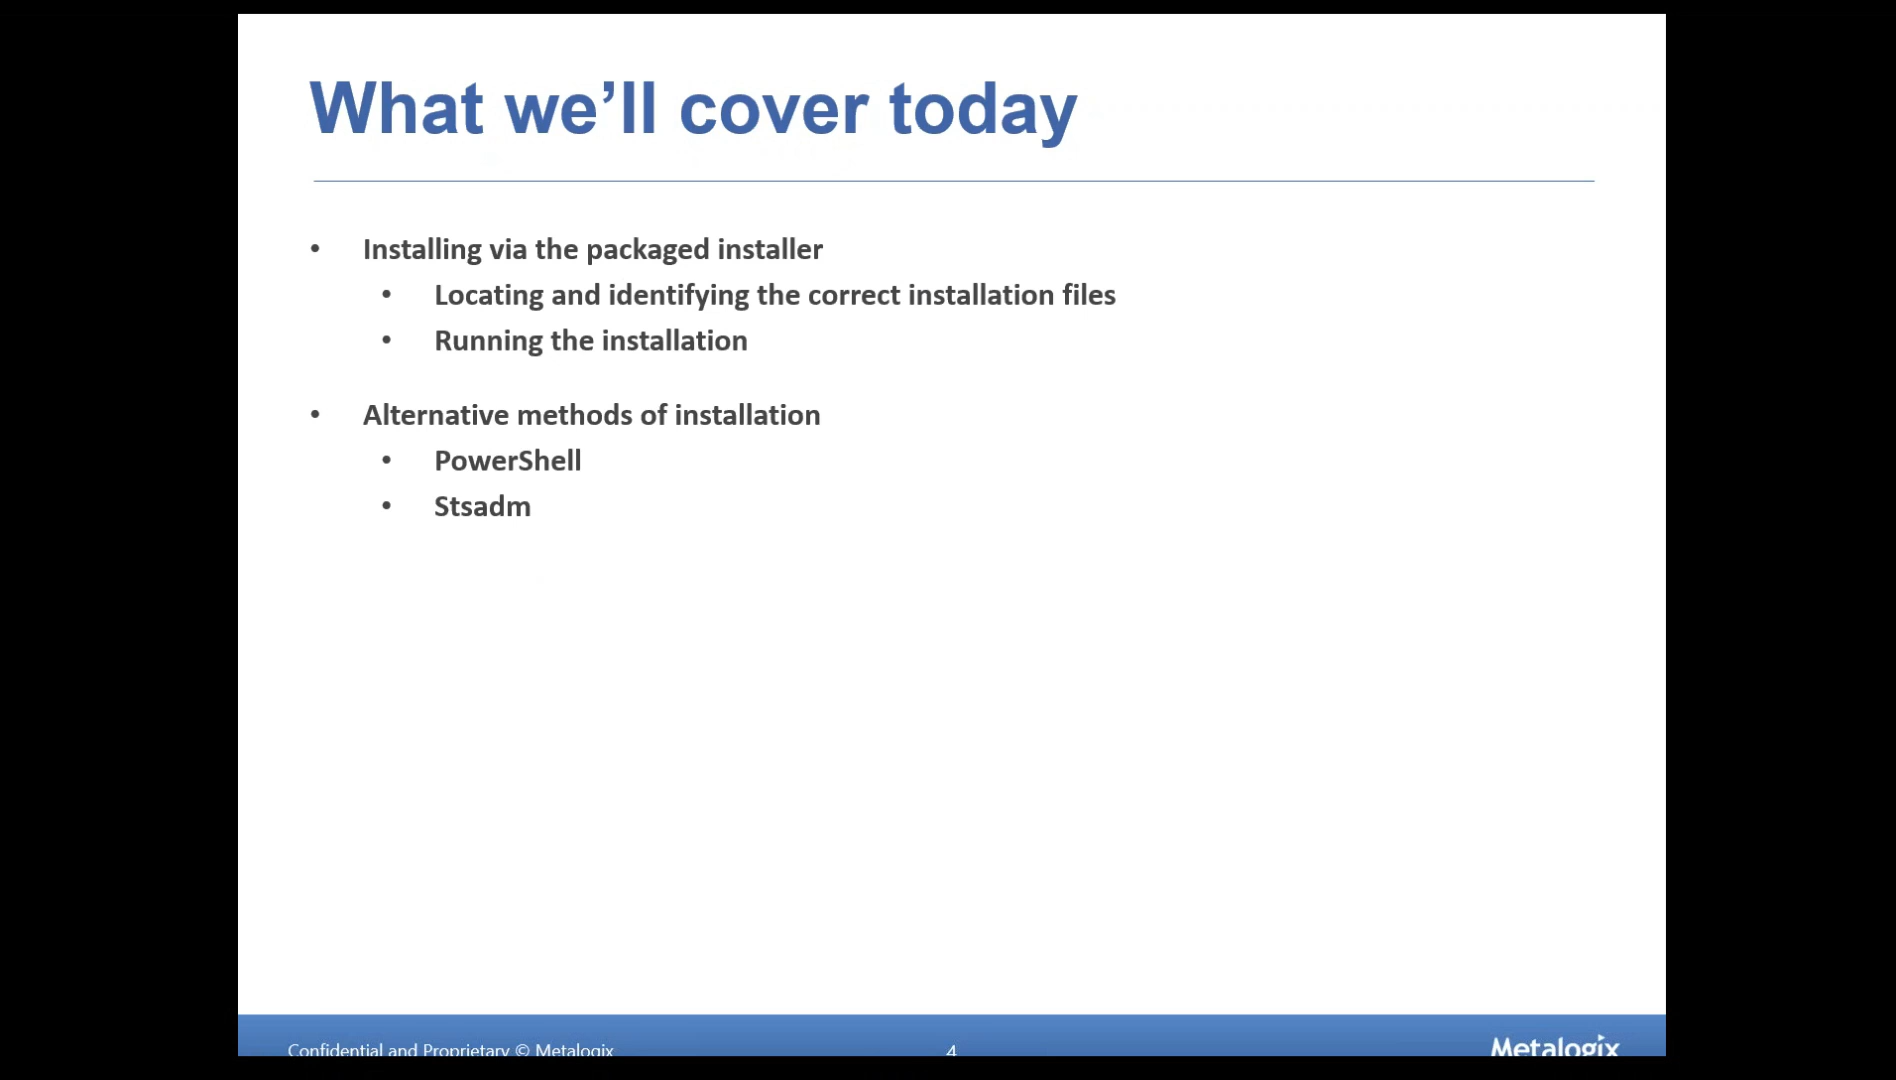 What we’ll cover today
• Installing via the packaged installer
• Locating and identifying the correct installation files
• Running the installation
• Alternative methods of installation
• PowerShell
• Stsadm
Confidential and Proprietary © Metalogix
4
Metalogix